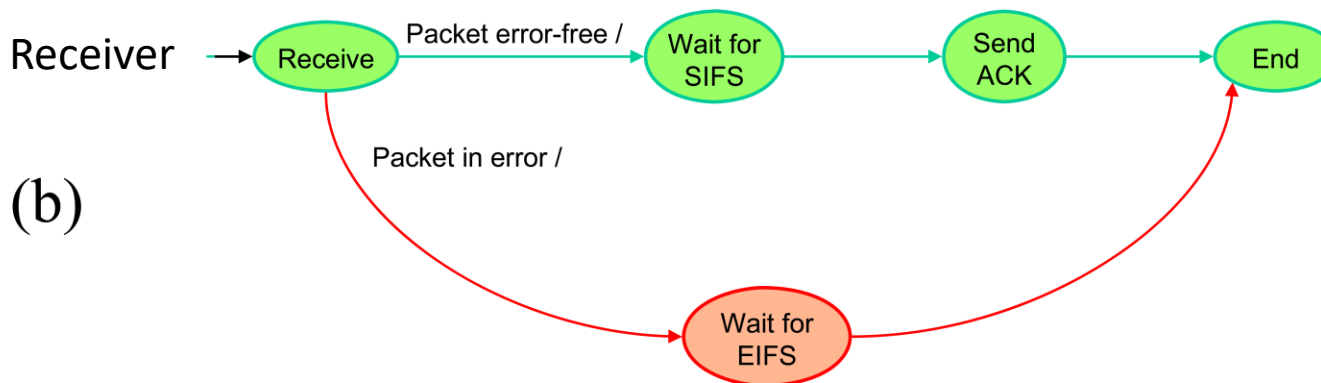 Receiver
Receive
Packet error-free /
Wait for
SIFS
Send
ACK
End
Packet in error /
(b)
Wait for
EIFS